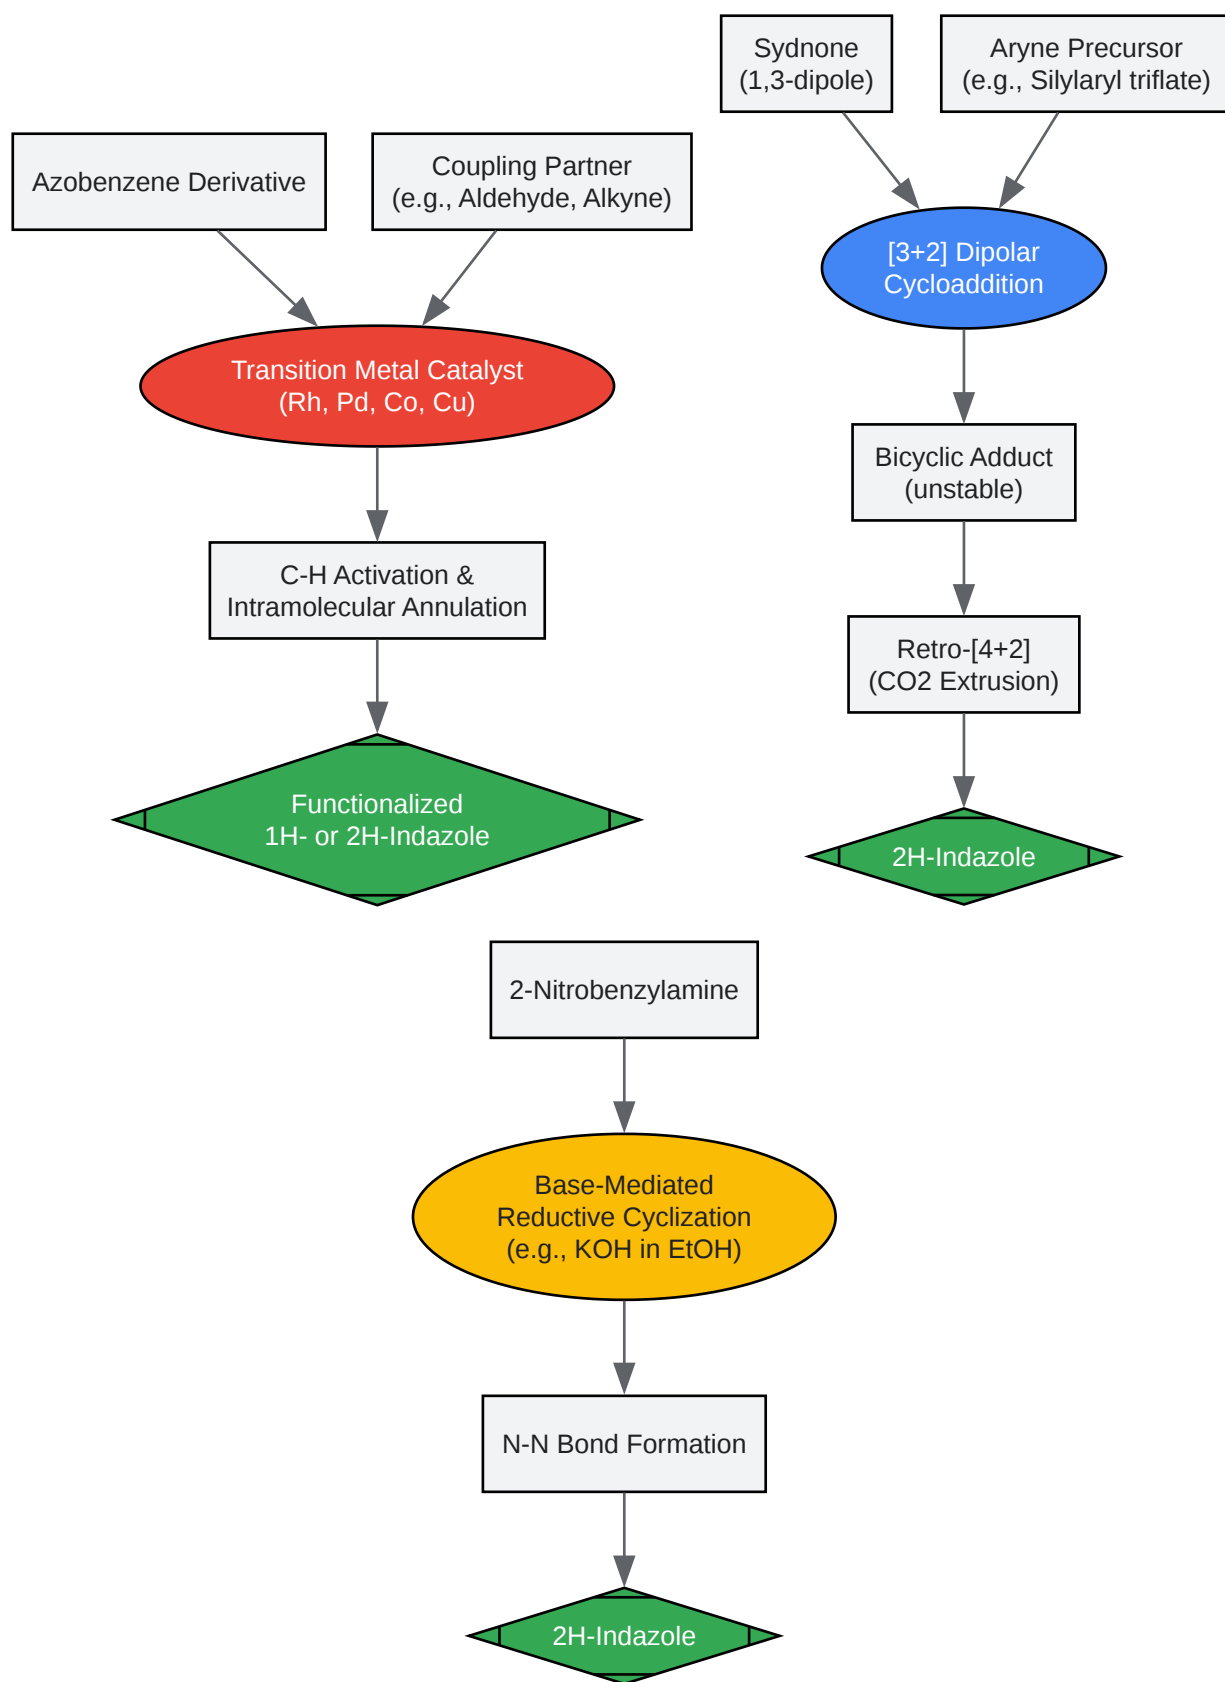 Azobenzene Derivative
Coupling Partner
(e.g., Aldehyde, Alkyne)
Transition Metal Catalyst
(Rh, Pd, Co, Cu)
C-H Activation &
Intramolecular Annulation
Functionalized
1H- or 2H-Indazole
Sydnone
(1,3-dipole)
Aryne Precursor
(e.g., Silylaryl triflate)
[3+2] Dipolar
Cycloaddition
Bicyclic Adduct
(unstable)
Retro-[4+2]
(CO2 Extrusion)
2H-Indazole
2-Nitrobenzylamine
Base-Mediated
Reductive Cyclization
(e.g., KOH in EtOH)
N-N Bond Formation
2H-Indazole